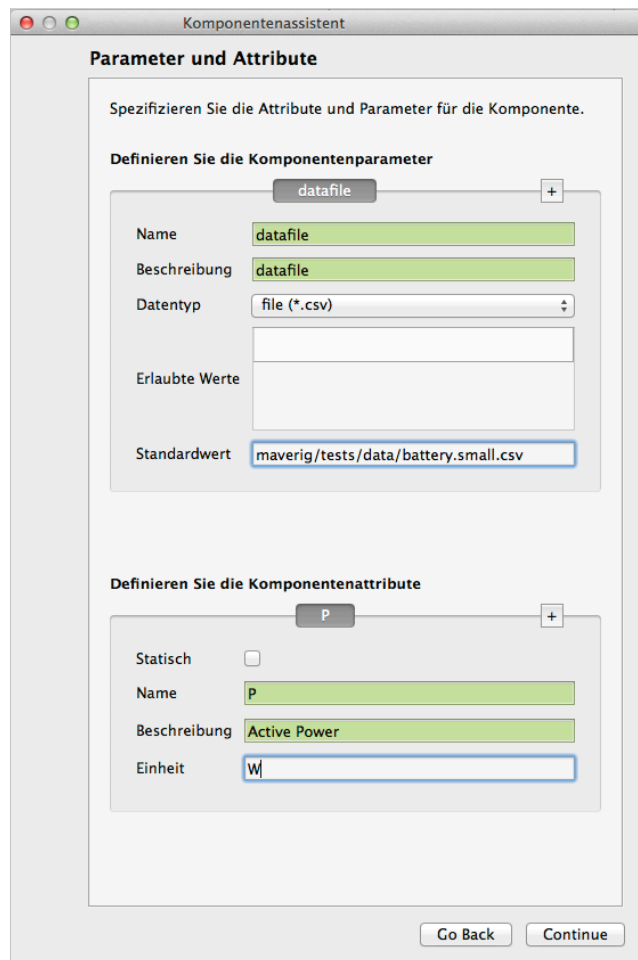 Komponentenassistent
Parameter und Attribute
Spezifizieren Sie die Attribute und Parameter für die Komponente.
Definieren Sie die Komponentenparameter
datafile +
Name datafile
Beschreibung datafile
Datentyp file (*.csv)
Erlaubte Werte
Standardwert maverig/tests/data/battery.small.csv
Definieren Sie die Komponentenattribute
P +
Statisch
Name P
Beschreibung Active Power
Einheit W
Go Back Continue